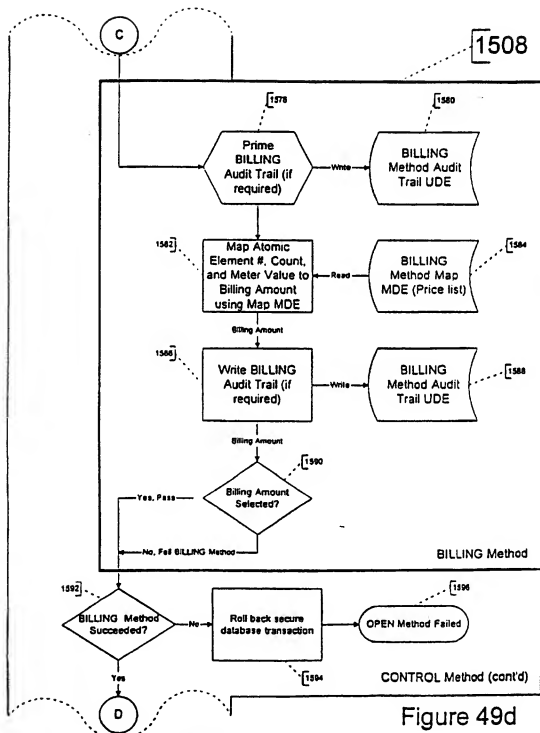 C
1508
1578
1580
Prime
BILLING
Audit Trail (if
required)
Write
BILLING
Method Audit
Trail UDE
1582
1584
Map Atomic
Element #, Count,
and Meter Value to
Billing Amount
using Map MDE
Read
BILLING
Method Map
MDE (Price list)
Billing Amount
1586
1588
Write BILLING
Audit Trail (if
required)
Write
BILLING
Method Audit
Trail UDE
Billing Amount
1590
Billing Amount
Selected?
Yes, Pass
No, Fail BILLING Method
BILLING Method
1592
1596
BILLING Method
Succeeded?
No
Roll back secure
database transaction
OPEN Method Failed
1594
Yes
CONTROL Method (cont'd)
D
Figure 49d